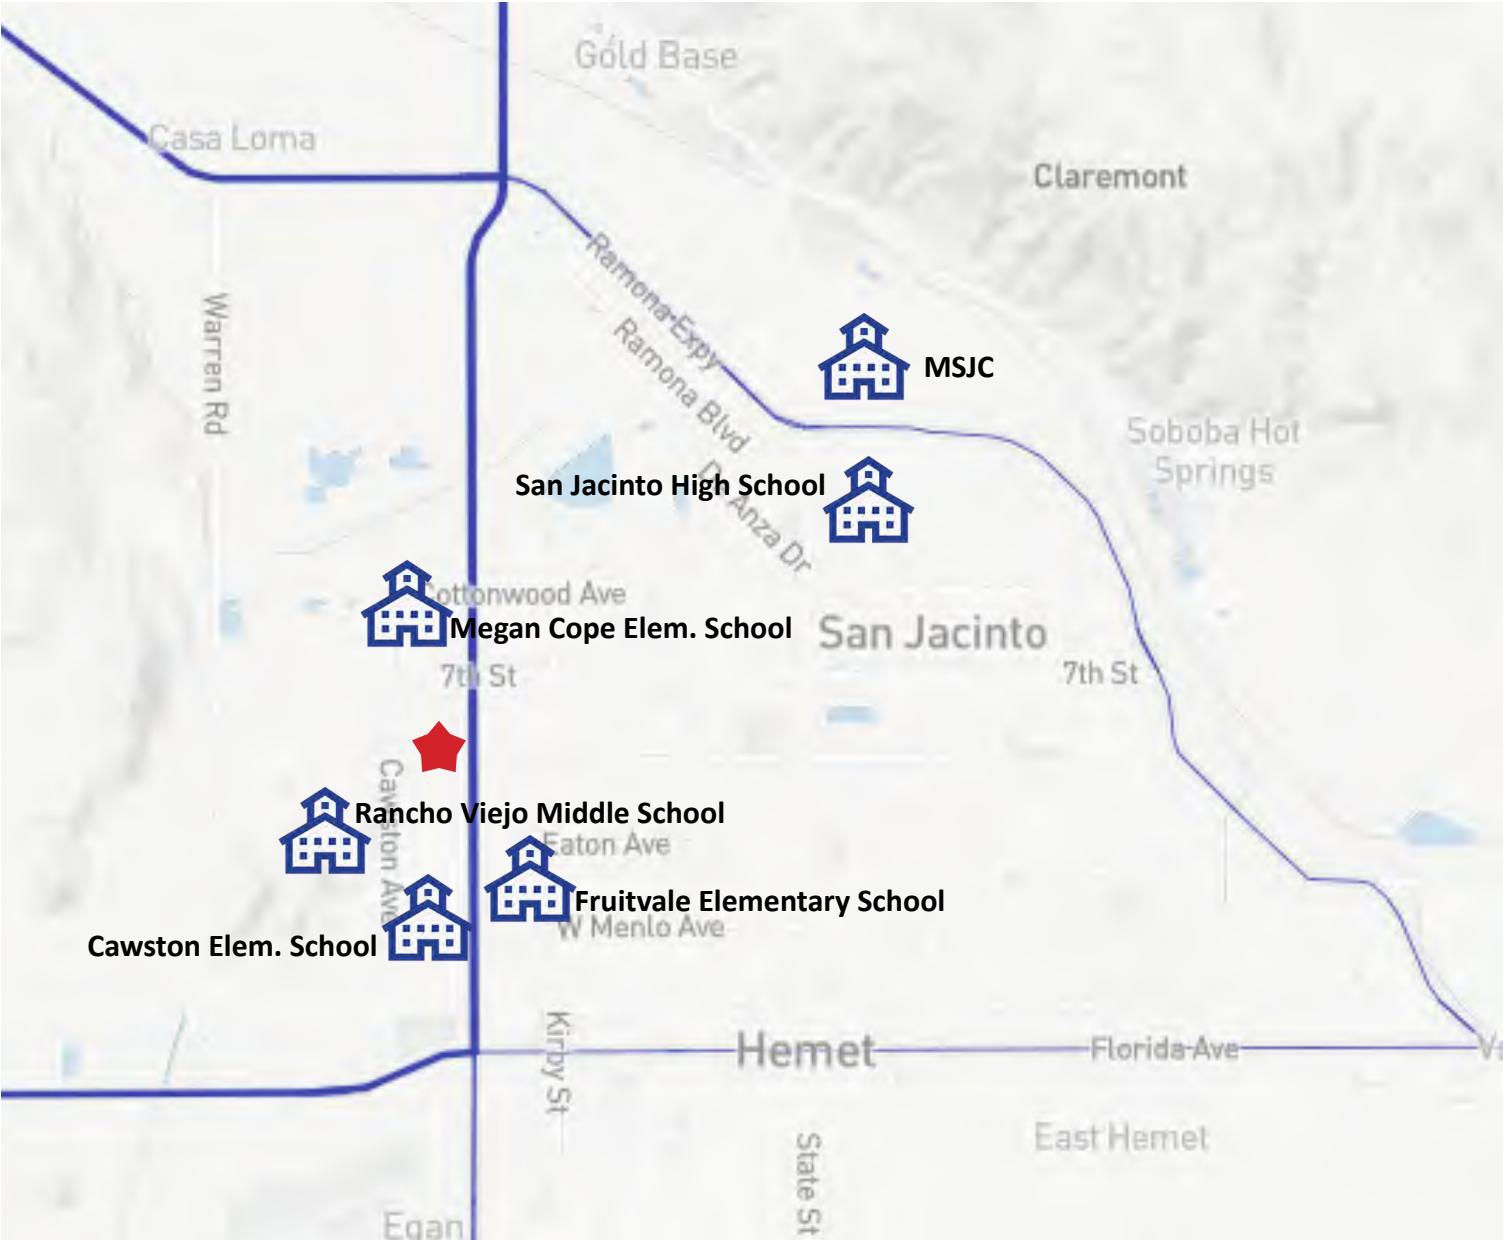 Gold Base
Casa Loma
Claremont
Ramona Expy
Warren Rd
Ramona Blvd
MSJC
Soboba Hot
Springs
San Jacinto High School
De Anza Dr
Cottonwood Ave
Megan Cope Elem. School
San Jacinto
7th St
7th St
Cawston Ave
Rancho Viejo Middle School
Eaton Ave
Fruitvale Elementary School
W Menlo Ave
Cawston Elem. School
Kirby St
Hemet
Florida Ave
East Hemet
State St
Egan